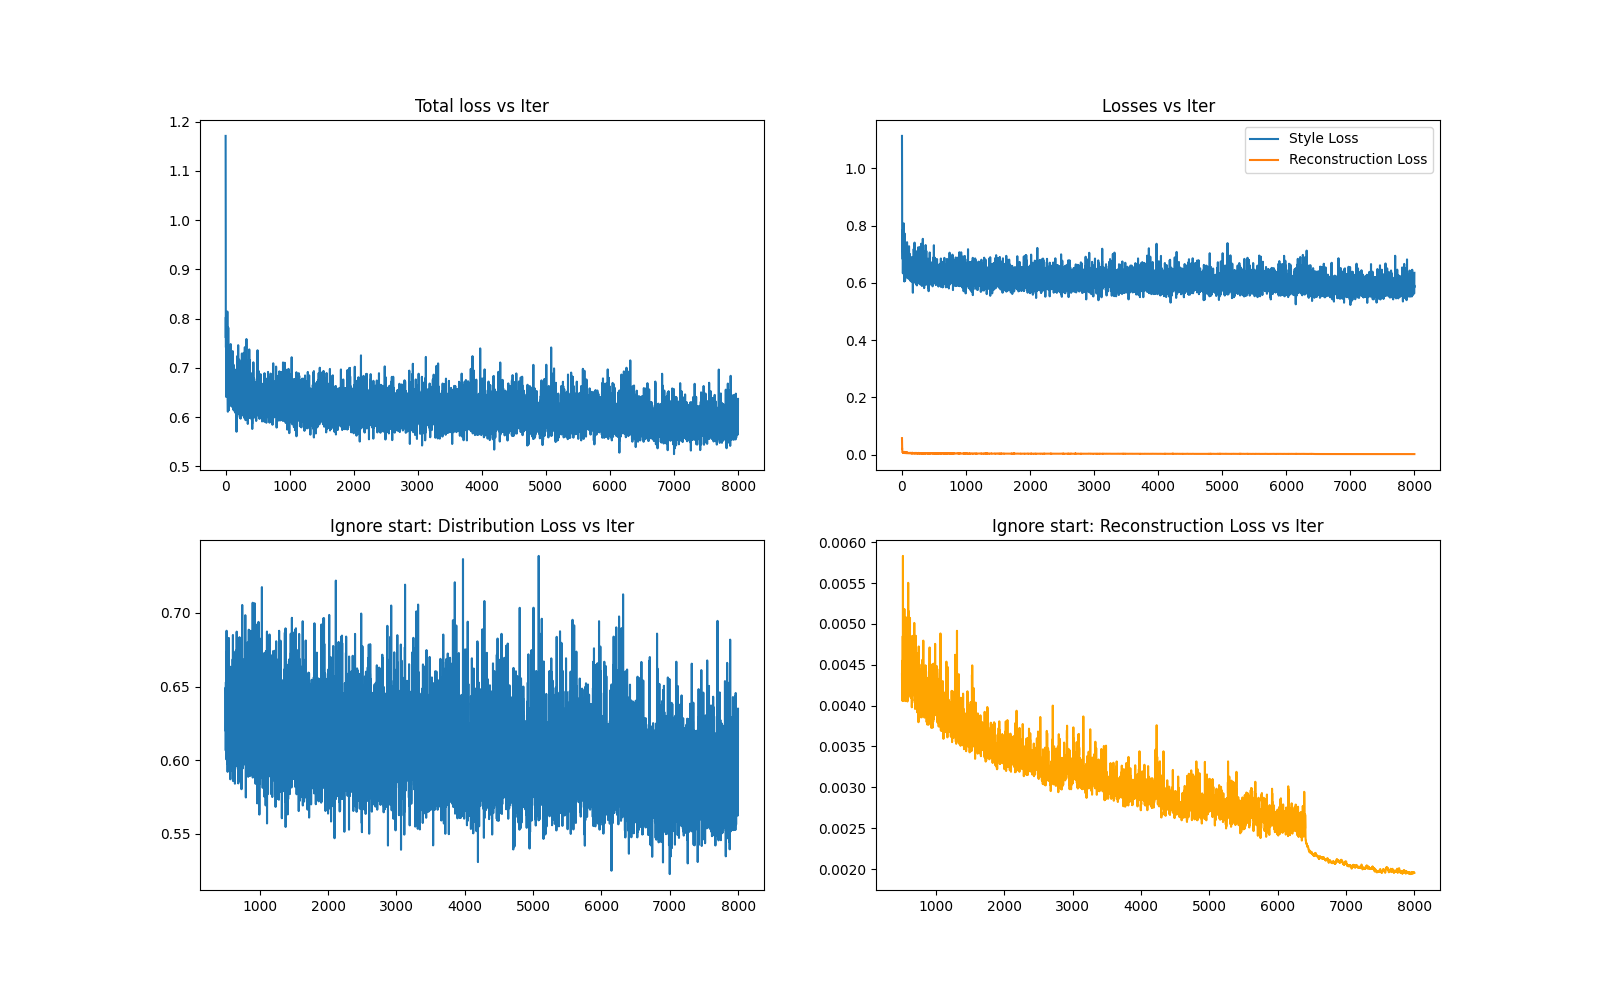 Total loss vs Iter
1.2
1.1
1.0
0.9
0.8
0.7
0.6
0.5
0 1000 2000 3000 4000 5000 6000 7000 8000
Losses vs Iter
Style Loss
Reconstruction Loss
1.0
0.8
0.6
0.4
0.2
0.0
0 1000 2000 3000 4000 5000 6000 7000 8000
Ignore start: Distribution Loss vs Iter
0.70
0.65
0.60
0.55
1000 2000 3000 4000 5000 6000 7000 8000
Ignore start: Reconstruction Loss vs Iter
0.0060
0.0055
0.0050
0.0045
0.0040
0.0035
0.0030
0.0025
0.0020
1000 2000 3000 4000 5000 6000 7000 8000